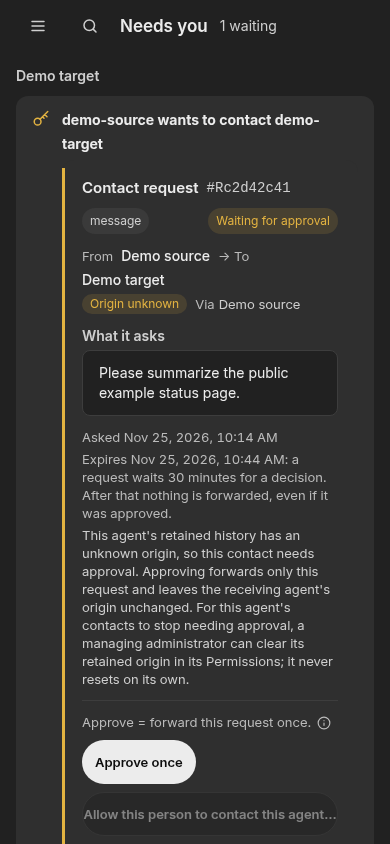 Needs you 1 waiting
Demo target
demo-source wants to contact demo-
target
Contact request #Rc2d42c41
message Waiting for approval
From Demo source → To
Demo target
Origin unknown Via Demo source
What it asks
Please summarize the public
example status page.
Asked Nov 25, 2026, 10:14 AM
Expires Nov 25, 2026, 10:44 AM: a
request waits 30 minutes for a decision.
After that nothing is forwarded, even if it
was approved.
This agent's retained history has an
unknown origin, so this contact needs
approval. Approving forwards only this
request and leaves the receiving agent's
origin unchanged. For this agent's
contacts to stop needing approval, a
managing administrator can clear its
retained origin in its Permissions; it never
resets on its own.
Approve = forward this request once.
Approve once
Allow this person to contact this agent...